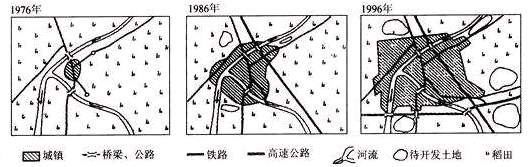 1976年
1986年
1996年
城镇 桥梁、公路 铁路 高速公路 河流 待开发土地 稻田